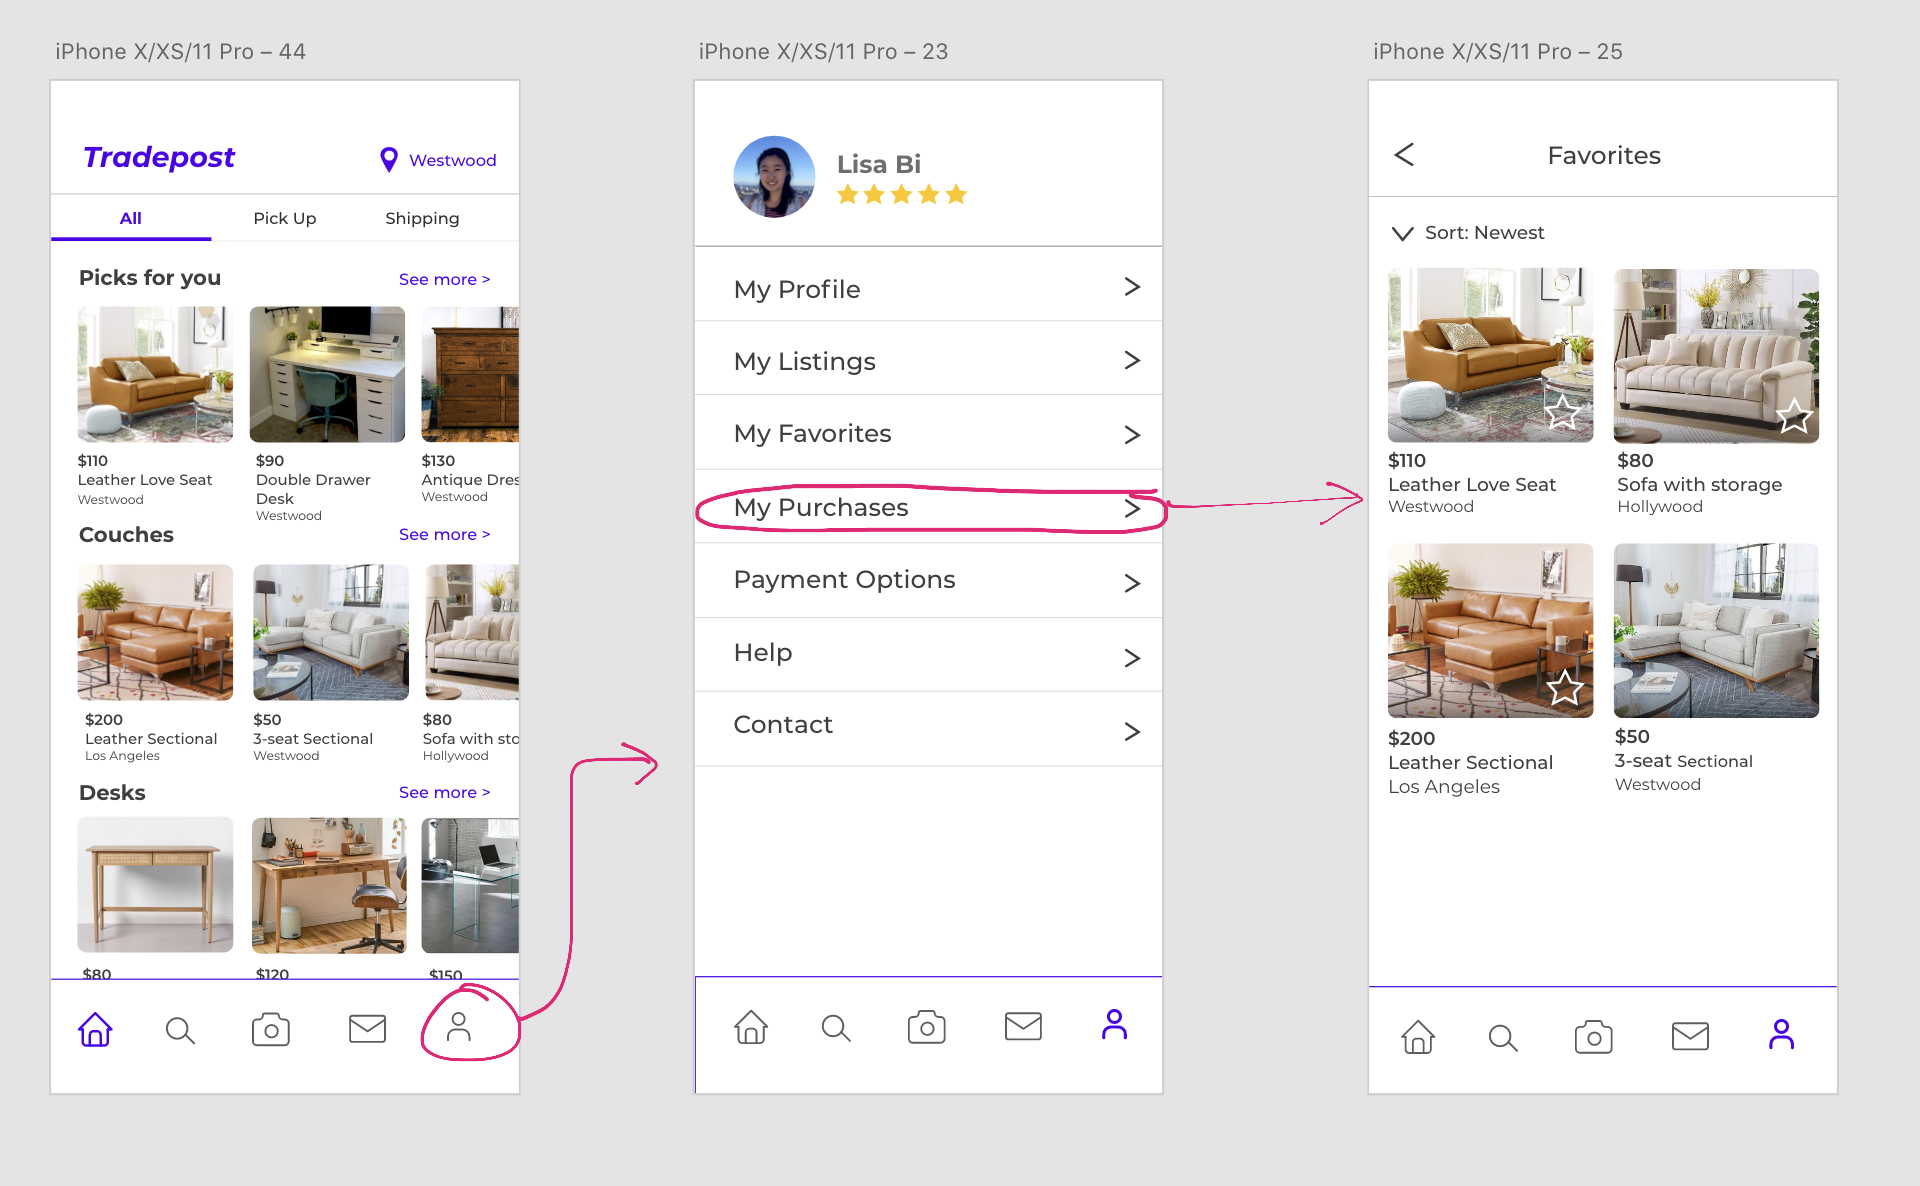 iPhone X/XS/11 Pro – 44
Tradepost
Westwood
All
Pick Up
Shipping
Picks for you
See more >
$110
Leather Love Seat
Westwood
$90
Double Drawer
Desk
Westwood
$130
Antique Dres
Westwood
Couches
See more >
$200
Leather Sectional
Los Angeles
$50
3-seat Sectional
Westwood
$80
Sofa with sto
Hollywood
Desks
See more >
$80
$120
$150
iPhone X/XS/11 Pro – 23
Lisa Bi
My Profile
My Listings
My Favorites
My Purchases
Payment Options
Help
Contact
iPhone X/XS/11 Pro – 25
Favorites
Sort: Newest
$110
Leather Love Seat
Westwood
$80
Sofa with storage
Hollywood
$200
Leather Sectional
Los Angeles
$50
3-seat Sectional
Westwood